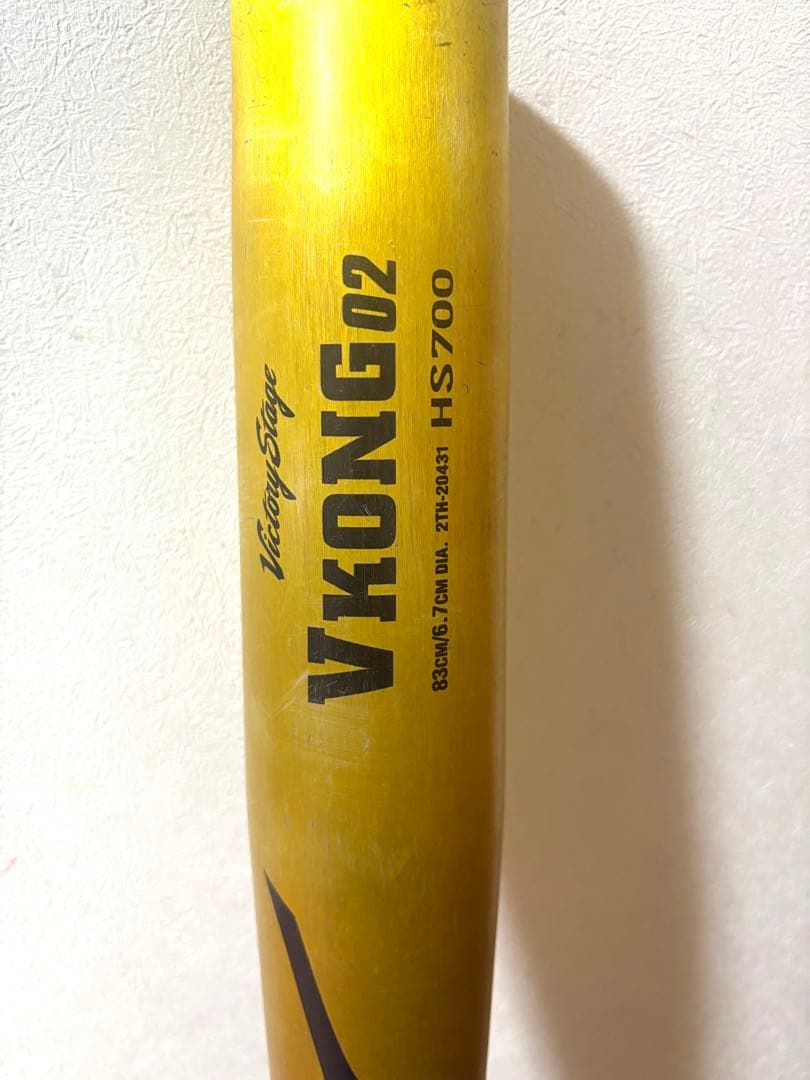 Victory Stage
VKONG02
83CM/6.7CM DIA. 2TH-20431 HS700